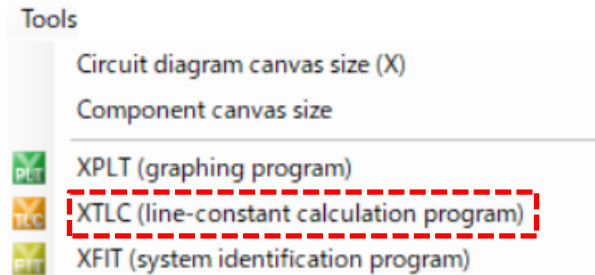 Tools
Circuit diagram canvas size (X)
Component canvas size
PLT XPLT (graphing program)
TLC XTLC (line-constant calculation program)
FIT XFIT (system identification program)